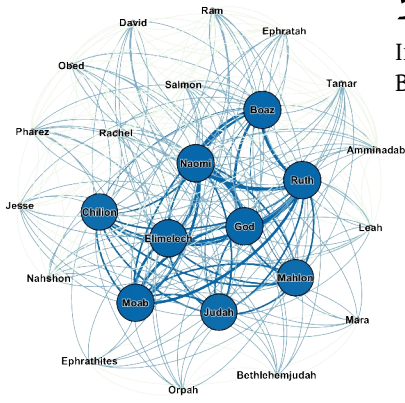 Ram
David
Ephratah
Obed
Salmon
Tamar
Boaz
Pharez
Rachel
Amminadab
Naomi
Ruth
Jesse
Chilion
God
Leah
Elimelech
Nahshon
Mahlon
Moab
Judah
Mara
Ephrathites
Bethlehemjudah
Orpah